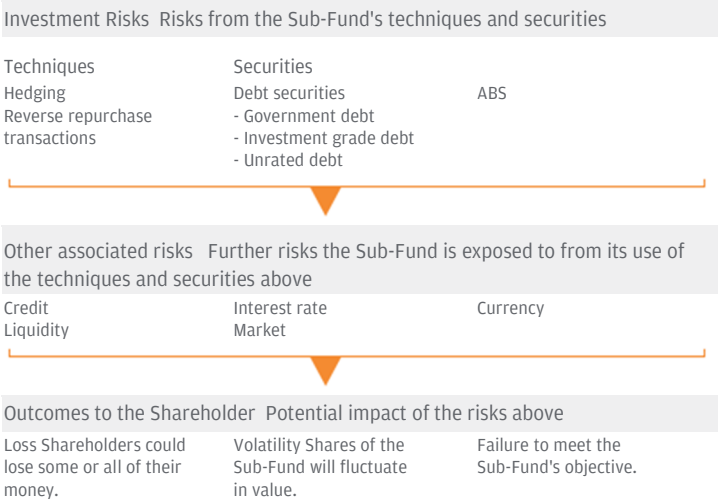 Investment Risks Risks from the Sub-Fund's techniques and securities
Techniques
Hedging
Reverse repurchase
transactions
Securities
Debt securities
- Government debt
- Investment grade debt
- Unrated debt
ABS
Other associated risks Further risks the Sub-Fund is exposed to from its use of
the techniques and securities above
Credit
Liquidity
Interest rate
Market
Currency
Outcomes to the Shareholder Potential impact of the risks above
Loss Shareholders could
lose some or all of their
money.
Volatility Shares of the
Sub-Fund will fluctuate
in value.
Failure to meet the
Sub-Fund's objective.